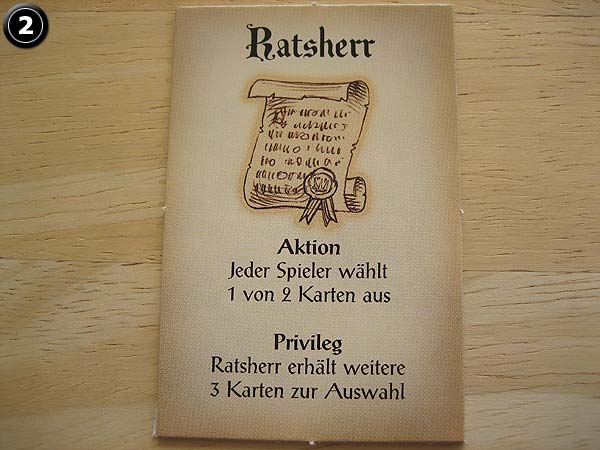 2
Ratsherr
Aktion
Jeder Spieler wählt
1 von 2 Karten aus
Privileg
Ratsherr erhält weitere
3 Karten zur Auswahl